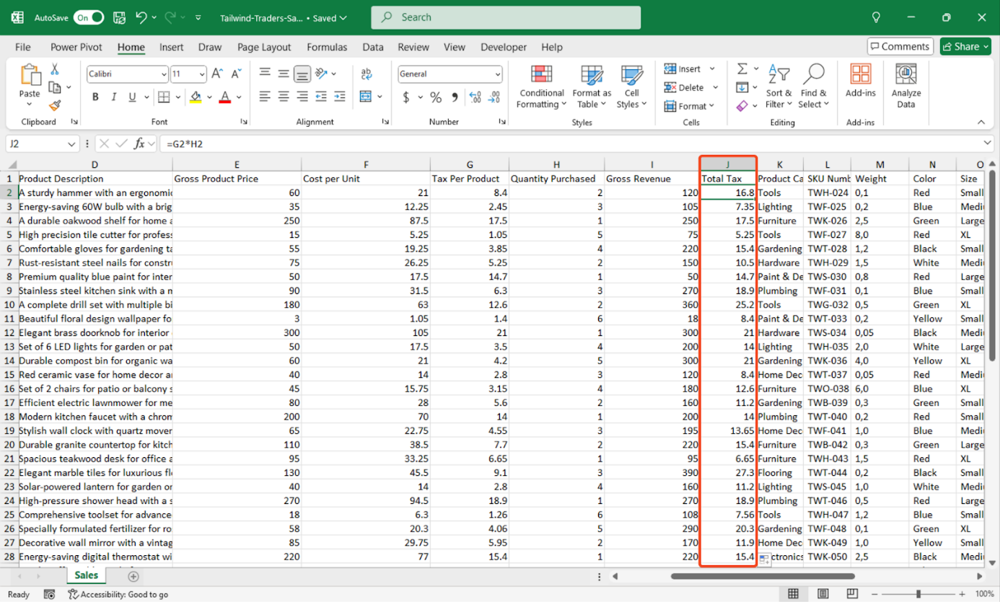 AutoSave On Tailwind-Traders-Sa... • Saved Search
File Power Pivot Home Insert Draw Page Layout Formulas Data Review View Developer Help Comments Share
Paste Calibri 11 General Conditional Formatting Format as Table Cell Styles Insert Delete Format Sort & Filter Find & Select Add-ins Analyze Data
B I U A ab $ % 9 .00
Clipboard Font Alignment Number Styles Cells Editing Add-ins
J2 fx =G2*H2
D E F G H I J K L M N O
1 Product Description Gross Product Price Cost per Unit Tax Per Product Quantity Purchased Gross Revenue Total Tax Product Ca SKU Numb Weight Color Size
2 A sturdy hammer with an ergonomic 60 21 8.4 2 120 16.8 Tools TWH-024 0,1 Red Small
3 Energy-saving 60W bulb with a brig 35 12.25 2.45 3 105 7.35 Lighting TWF-025 0,2 Blue Medi
4 A durable oakwood shelf for home a 250 87.5 17.5 1 250 17.5 Furniture TWK-026 2,5 Green Large
5 High precision tile cutter for profess 15 5.25 1.05 5 75 5.25 Tools TWF-027 8,0 Red XL
6 Comfortable gloves for gardening ta 55 19.25 3.85 4 220 15.4 Gardening TWT-028 1,2 Black Small
7 Rust-resistant steel nails for constru 75 26.25 5.25 2 150 10.5 Hardware TWH-029 1,5 White Medi
8 Premium quality blue paint for inter 50 17.5 14.7 1 50 14.7 Paint & De TWS-030 0,8 Red Large
9 Stainless steel kitchen sink with a m 90 31.5 6.3 3 270 18.9 Plumbing TWF-031 0,1 Blue Small
10 A complete drill set with multiple bi 180 63 12.6 2 360 25.2 Tools TWG-032 0,5 Green XL
11 Beautiful floral design wallpaper fo 3 1.05 1.4 6 18 8.4 Paint & De TWT-033 0,2 Yellow Small
12 Elegant brass doorknob for interior 300 105 21 1 300 21 Hardware TWS-034 0,05 Black Medi
13 Set of 6 LED lights for garden or pat 50 17.5 3.5 4 200 14 Lighting TWH-035 2,0 White Large
14 Durable compost bin for organic wa 60 21 4.2 5 300 21 Gardening TWK-036 4,0 Yellow XL
15 Red ceramic vase for home decor a 40 14 2.8 3 120 8.4 Home Dec TWT-037 0,05 Red Medi
16 Set of 2 chairs for patio or balcony s 45 15.75 3.15 4 180 12.6 Furniture TWO-038 6,0 Blue XL
17 Efficient electric lawnmower for me 80 28 5.6 2 160 11.2 Gardening TWB-039 0,3 Green Small
18 Modern kitchen faucet with a chrom 200 70 14 1 200 14 Plumbing TWT-040 0,2 Red Small
19 Stylish wall clock with quartz mover 65 22.75 4.55 3 195 13.65 Home Dec TWF-041 1,0 Blue Medi
20 Durable granite countertop for kitch 110 38.5 7.7 2 220 15.4 Furniture TWB-042 0,3 Green Large
21 Spacious teakwood desk for office a 95 33.25 6.65 1 95 6.65 Furniture TWH-043 1,5 Red XL
22 Elegant marble tiles for luxurious fl 130 45.5 9.1 3 390 27.3 Flooring TWT-044 0,2 Black Small
23 Solar-powered lantern for garden or 40 14 2.8 4 160 11.2 Lighting TWS-045 1,0 White Medi
24 High-pressure shower head with a s 270 94.5 18.9 1 270 18.9 Plumbing TWT-046 0,5 Red Large
25 Comprehensive toolset for advance 18 6.3 1.26 6 108 7.56 Tools TWH-047 1,2 Blue Small
26 Specially formulated fertilizer for ro 58 20.3 4.06 5 290 20.3 Gardening TWF-048 0,1 Green XL
27 Decorative wall mirror with a vintag 85 29.75 5.95 2 170 11.9 Home Dec TWK-049 1,0 Yellow Small
28 Energy-saving digital thermostat wi 220 77 15.4 1 220 15.4 ctronics TWK-050 2,5 Black Medi
Sales
Ready Accessibility: Good to go 100%